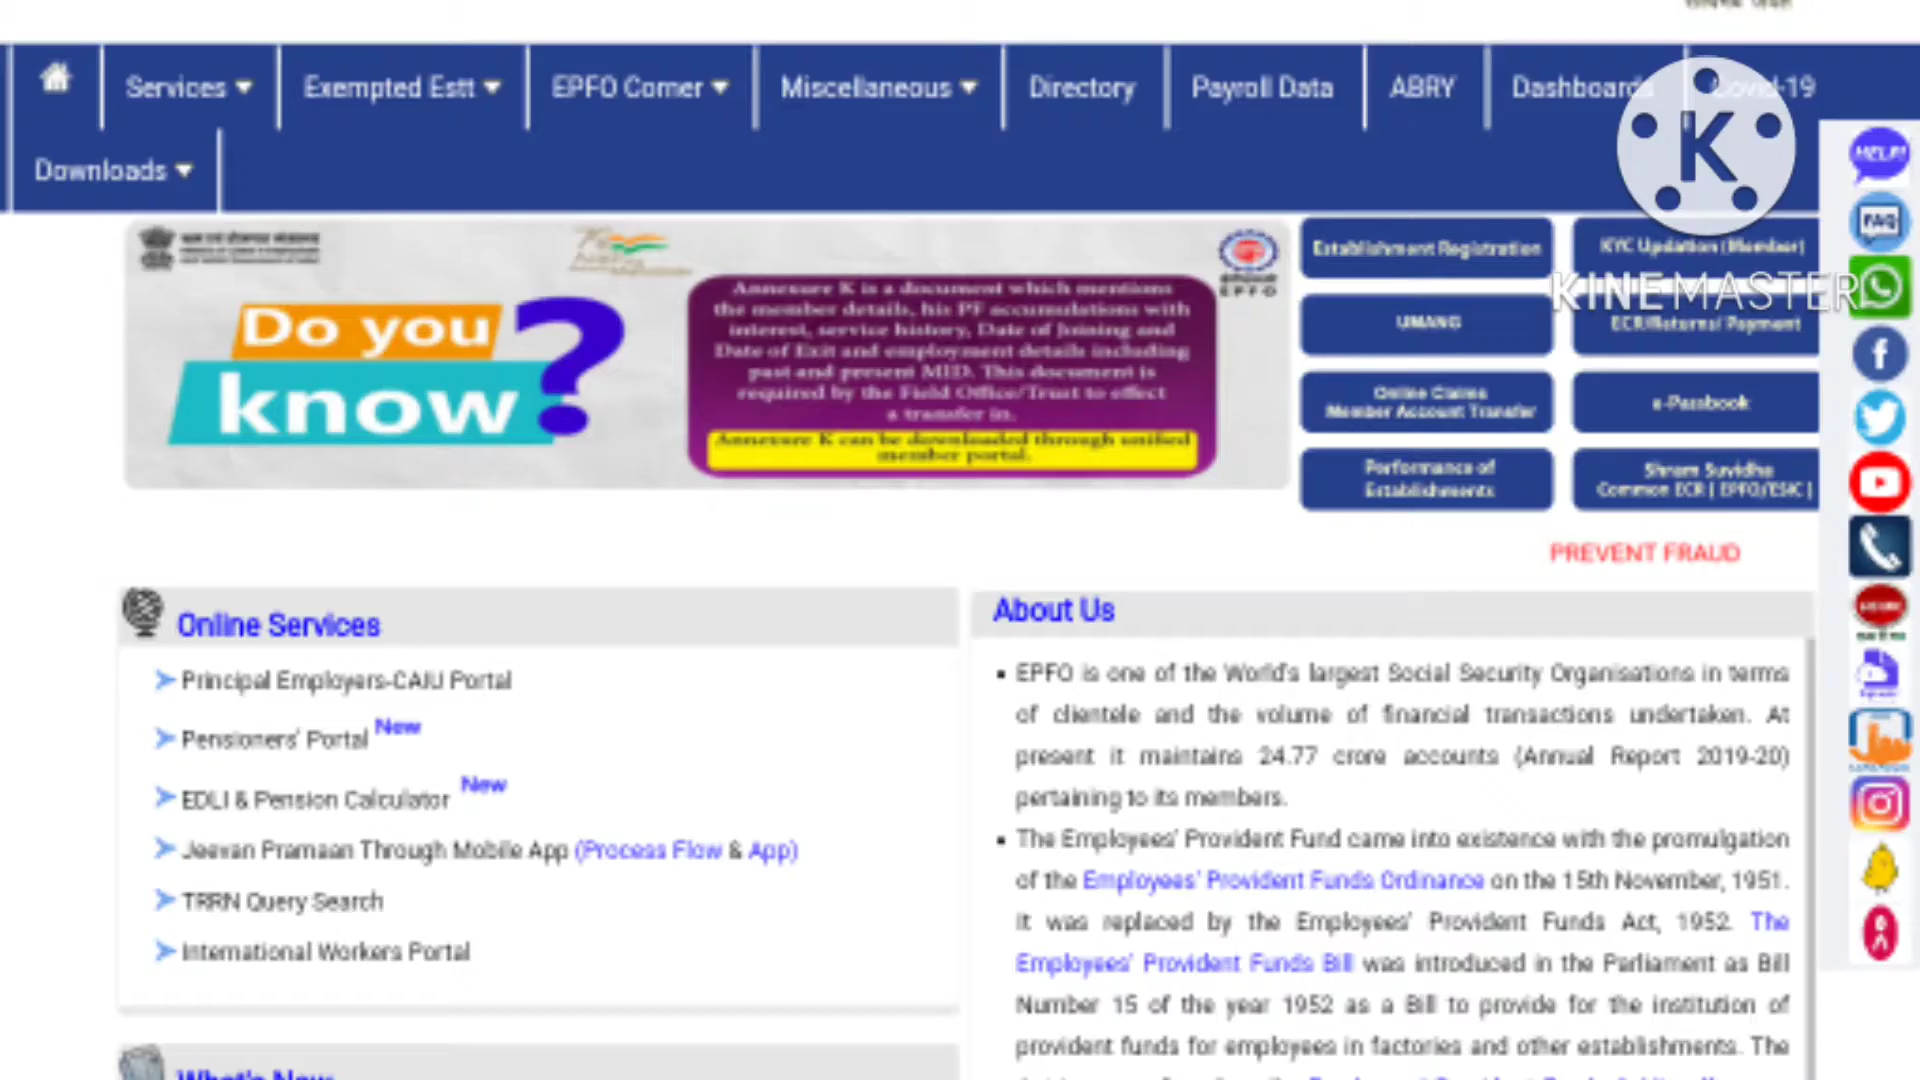 Services
Exempted Estt
EPFO Corner
Miscellaneous
Directory
Payroll Data
ABRY
Dashboards
Covid-19
Downloads
Do you
know?
Annexure K is a document which mentions
the member details, his PF accumulations with
interest, service history, Date of Joining and
Date of Exit and employment details including
past and present MID. This document is
required by the Field Office/Trust to effect
a transfer in.
Annexure K can be downloaded through unified
member portal.
EPFO
Establishment Registration
KYC Updation (Member)
UMANG
ECR/Returns/ Payment
Online Claims
Member Account Transfer
e-Passbook
Performance of
Establishments
Shram Suvidha
Common ECR [ EPFO/ESIC ]
K
KINEMASTER
HELP!
FAQ
PREVENT FRAUD
Online Services
Principal Employers-CAIU Portal
Pensioners' Portal New
EDLI & Pension Calculator New
Jeevan Pramaan Through Mobile App (Process Flow & App)
TRRN Query Search
International Workers Portal
What's New
About Us
EPFO is one of the World's largest Social Security Organisations in terms
of clientele and the volume of financial transactions undertaken. At
present it maintains 24.77 crore accounts (Annual Report 2019-20)
pertaining to its members.
The Employees' Provident Fund came into existence with the promulgation
of the Employees' Provident Funds Ordinance on the 15th November, 1951.
It was replaced by the Employees' Provident Funds Act, 1952. The
Employees' Provident Funds Bill was introduced in the Parliament as Bill
Number 15 of the year 1952 as a Bill to provide for the institution of
provident funds for employees in factories and other establishments. The